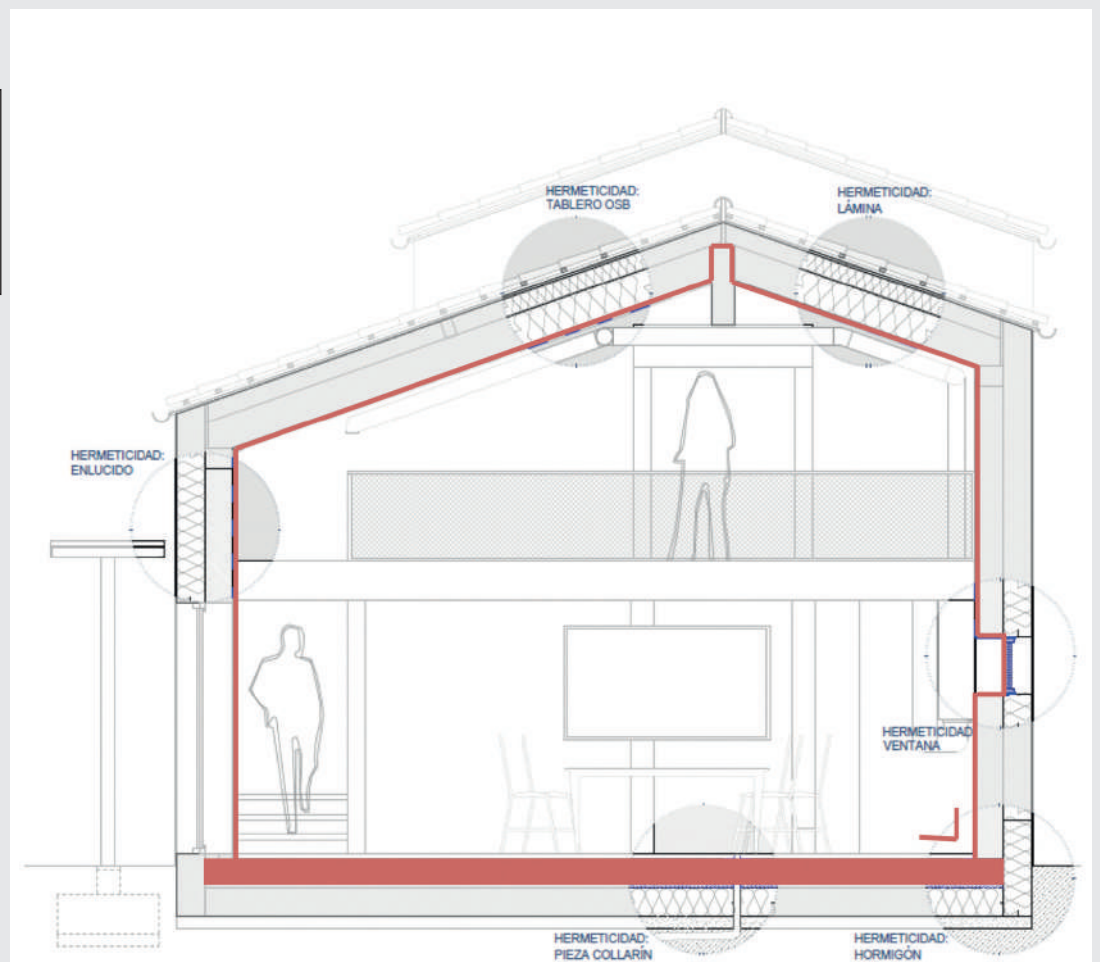 HERMETICIDAD:
TABLERO OSB
HERMETICIDAD:
LÁMINA
HERMETICIDAD:
ENLUCIDO
HERMETICIDAD
VENTANA
HERMETICIDAD:
PIEZA COLLARÍN
HERMETICIDAD:
HORMIGÓN